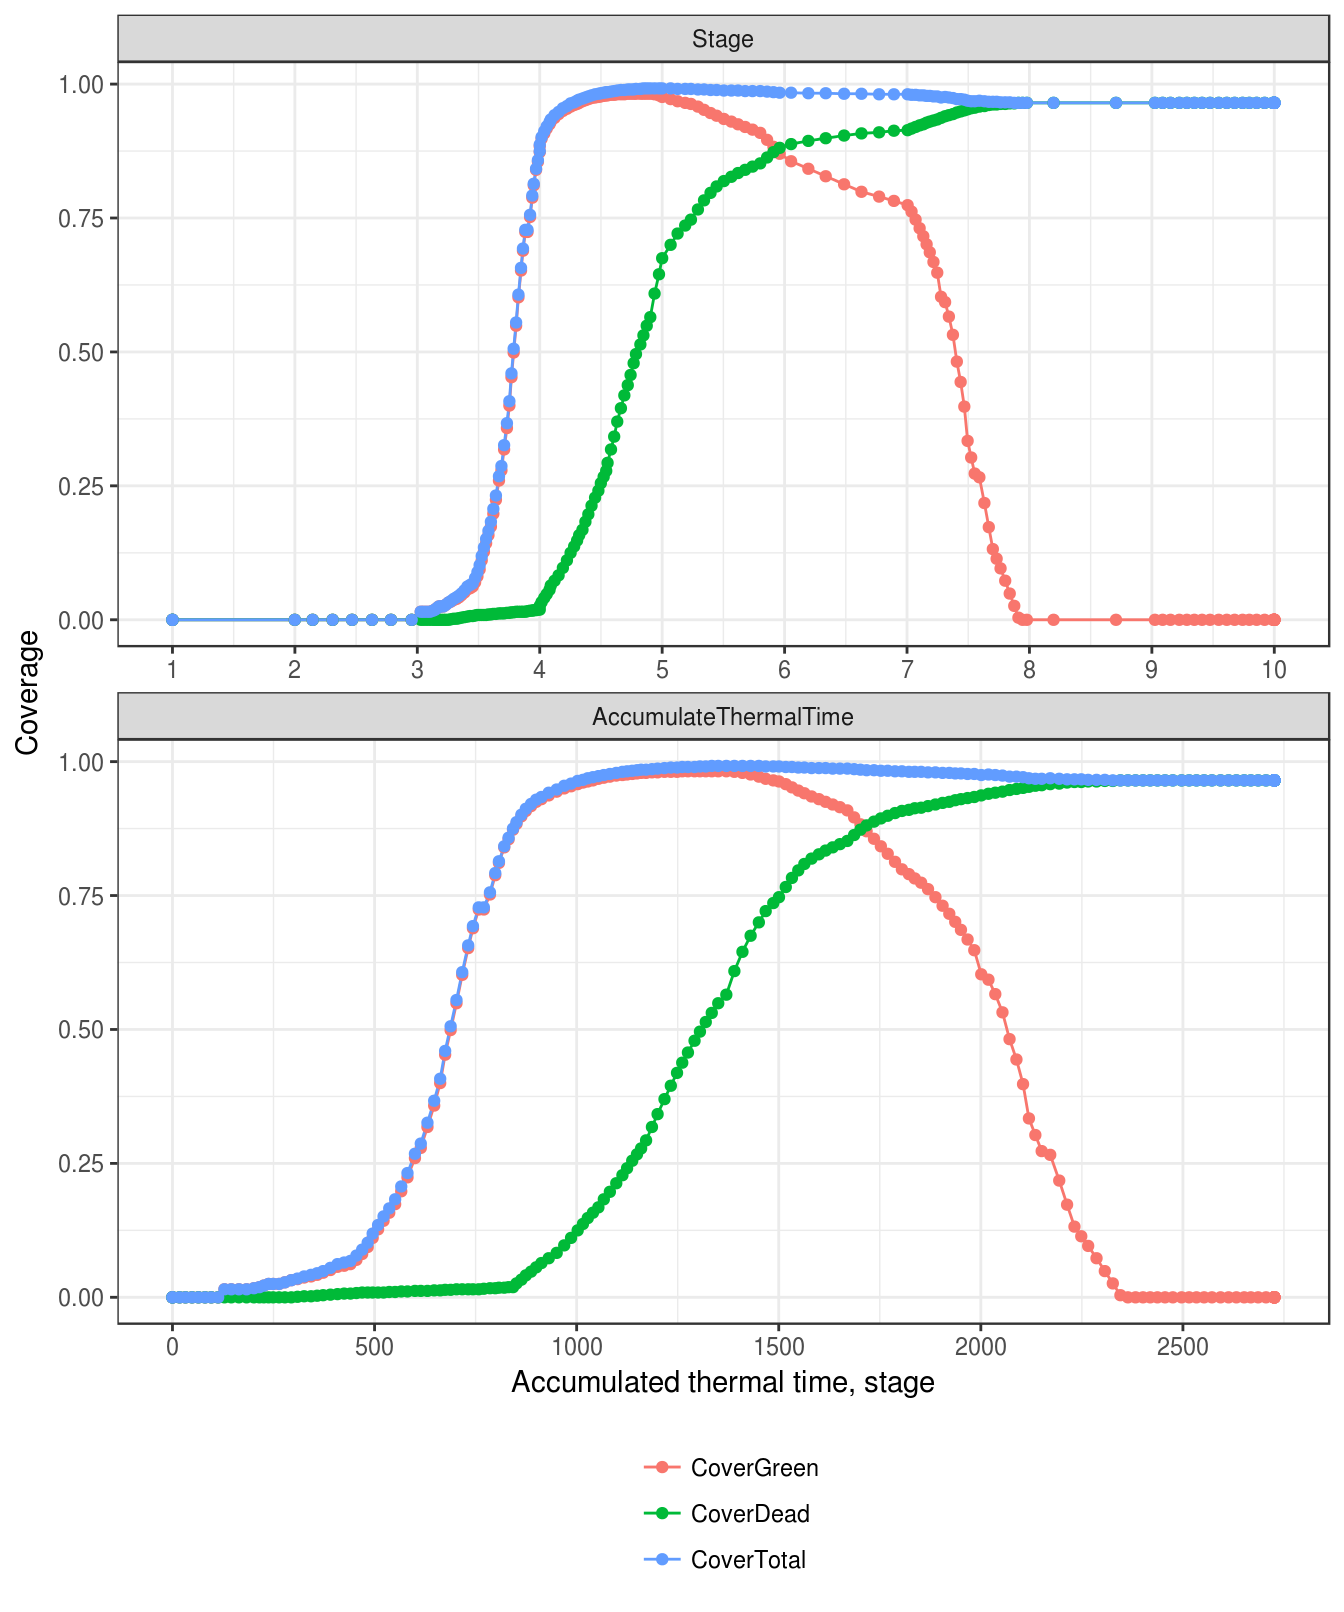 Stage
1.00
0.75
0.50
0.25
0.00
1 2 3 4 5 6 7 8 9 10
Coverage
AccumulateThermalTime
1.00
0.75
0.50
0.25
0.00
0 500 1000 1500 2000 2500
Accumulated thermal time, stage
CoverGreen
CoverDead
CoverTotal